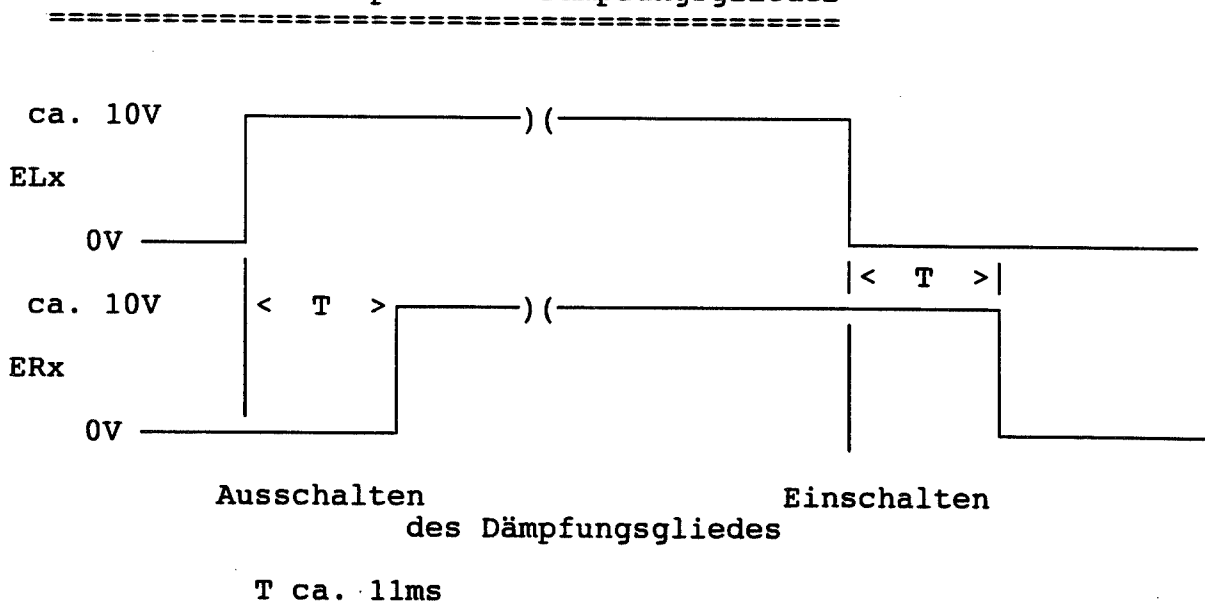 ==========================================
ca. 10V
)(
ELx
0V
|< T >|
ca. 10V
< T >
)(
ERx
0V
Ausschalten Einschalten
des Dämpfungsgliedes
T ca. 11ms